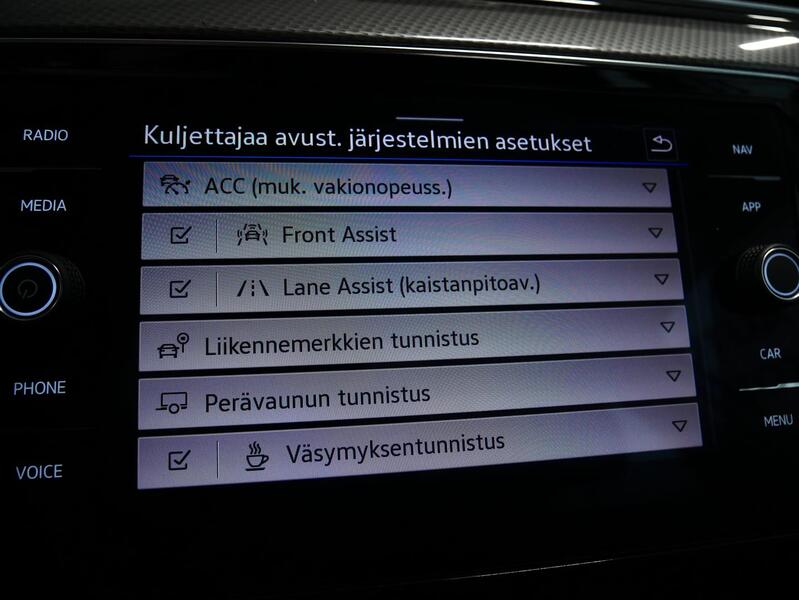 Kuljettajaa avust. järjestelmien asetukset
ACC (muk. vakionopeuss.)
Front Assist
Lane Assist (kaistanpitoav.)
Liikennemerkkien tunnistus
Perävaunun tunnistus
Väsymyksentunnistus
RADIO
MEDIA
PHONE
VOICE
NAV
APP
CAR
MENU